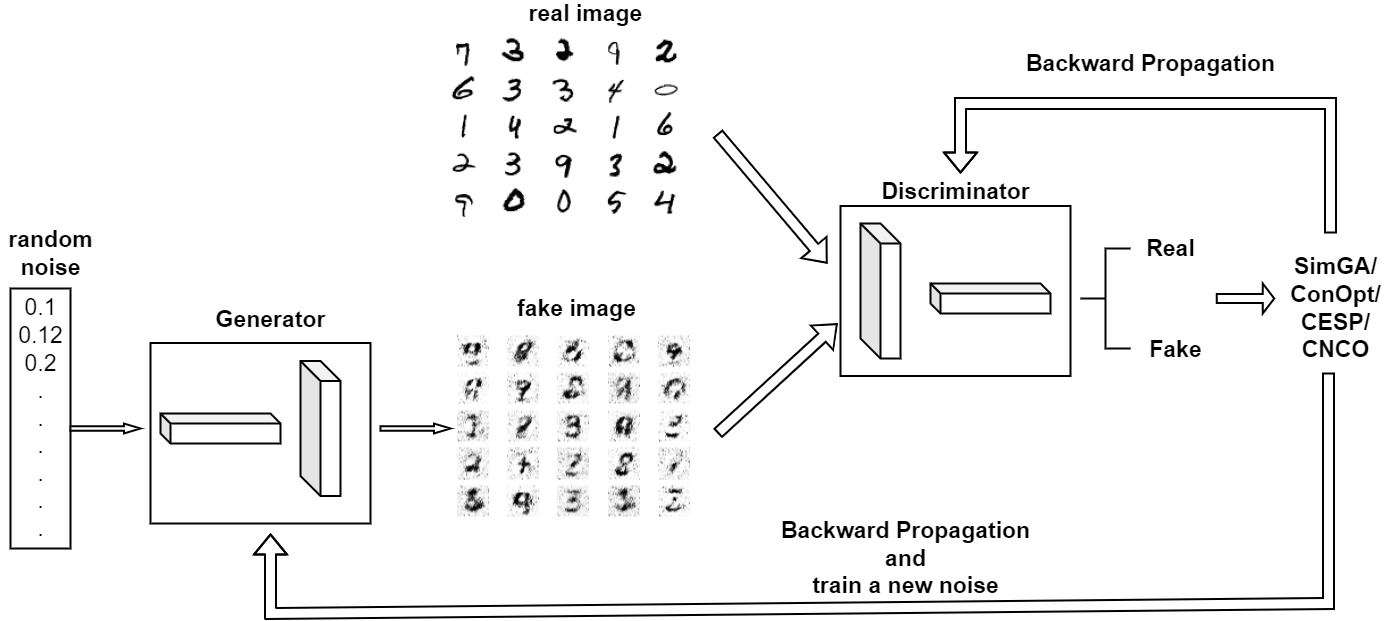 real image
7 3 2 9 2
6 3 3 4 0
1 4 2 1 6
2 3 9 3 2
9 0 0 5 4
Backward Propagation
Discriminator
random
noise
0.1
0.12
0.2
.
.
.
.
.
.
Generator
fake image
Real
Fake
SimGA/
ConOpt/
CESP/
CNCO
Backward Propagation
and
train a new noise